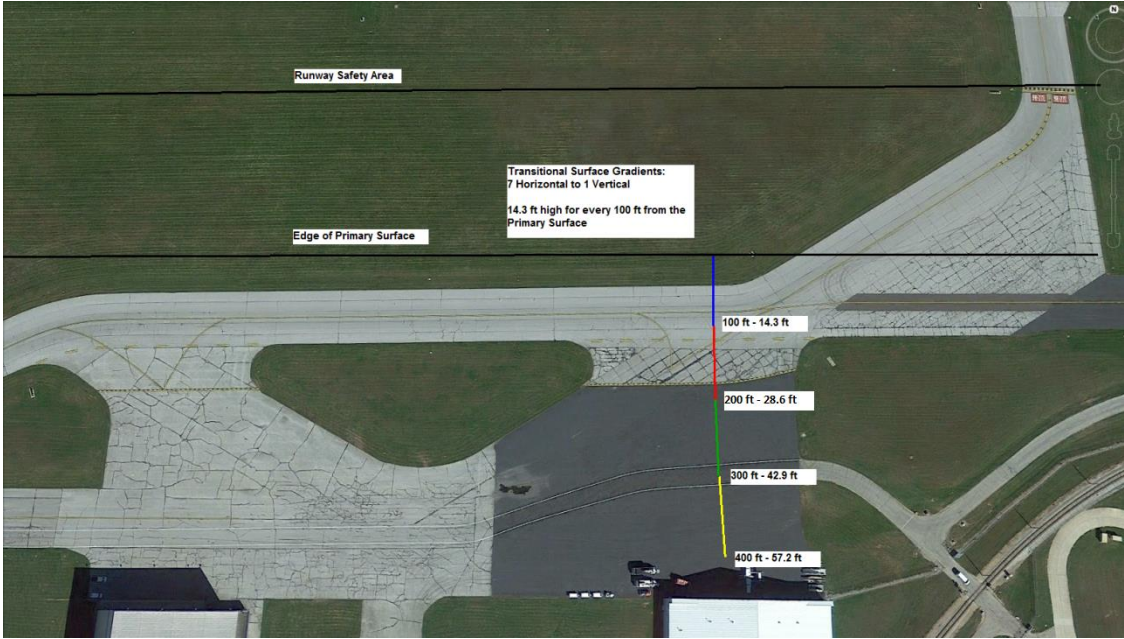 N
Runway Safety Area
Transitional Surface Gradients:
7 Horizontal to 1 Vertical
14.3 ft high for every 100 ft from the
Primary Surface
Edge of Primary Surface
100 ft - 14.3 ft
200 ft - 28.6 ft
300 ft - 42.9 ft
400 ft - 57.2 ft